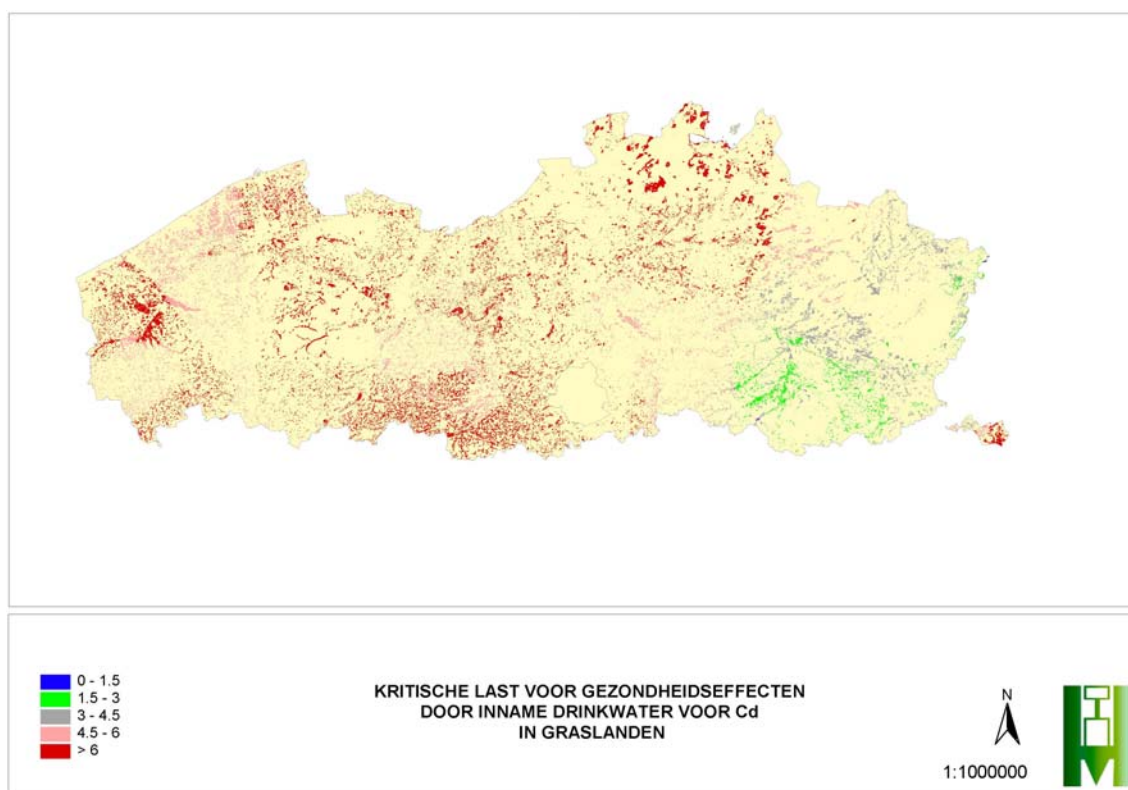 0 - 1.5
1.5 - 3
3 - 4.5
4.5 - 6
> 6
KRITISCHE LAST VOOR GEZONDHEIDSEFFECTEN
DOOR INNAME DRINKWATER VOOR Cd
IN GRASLANDEN
N
1:1000000